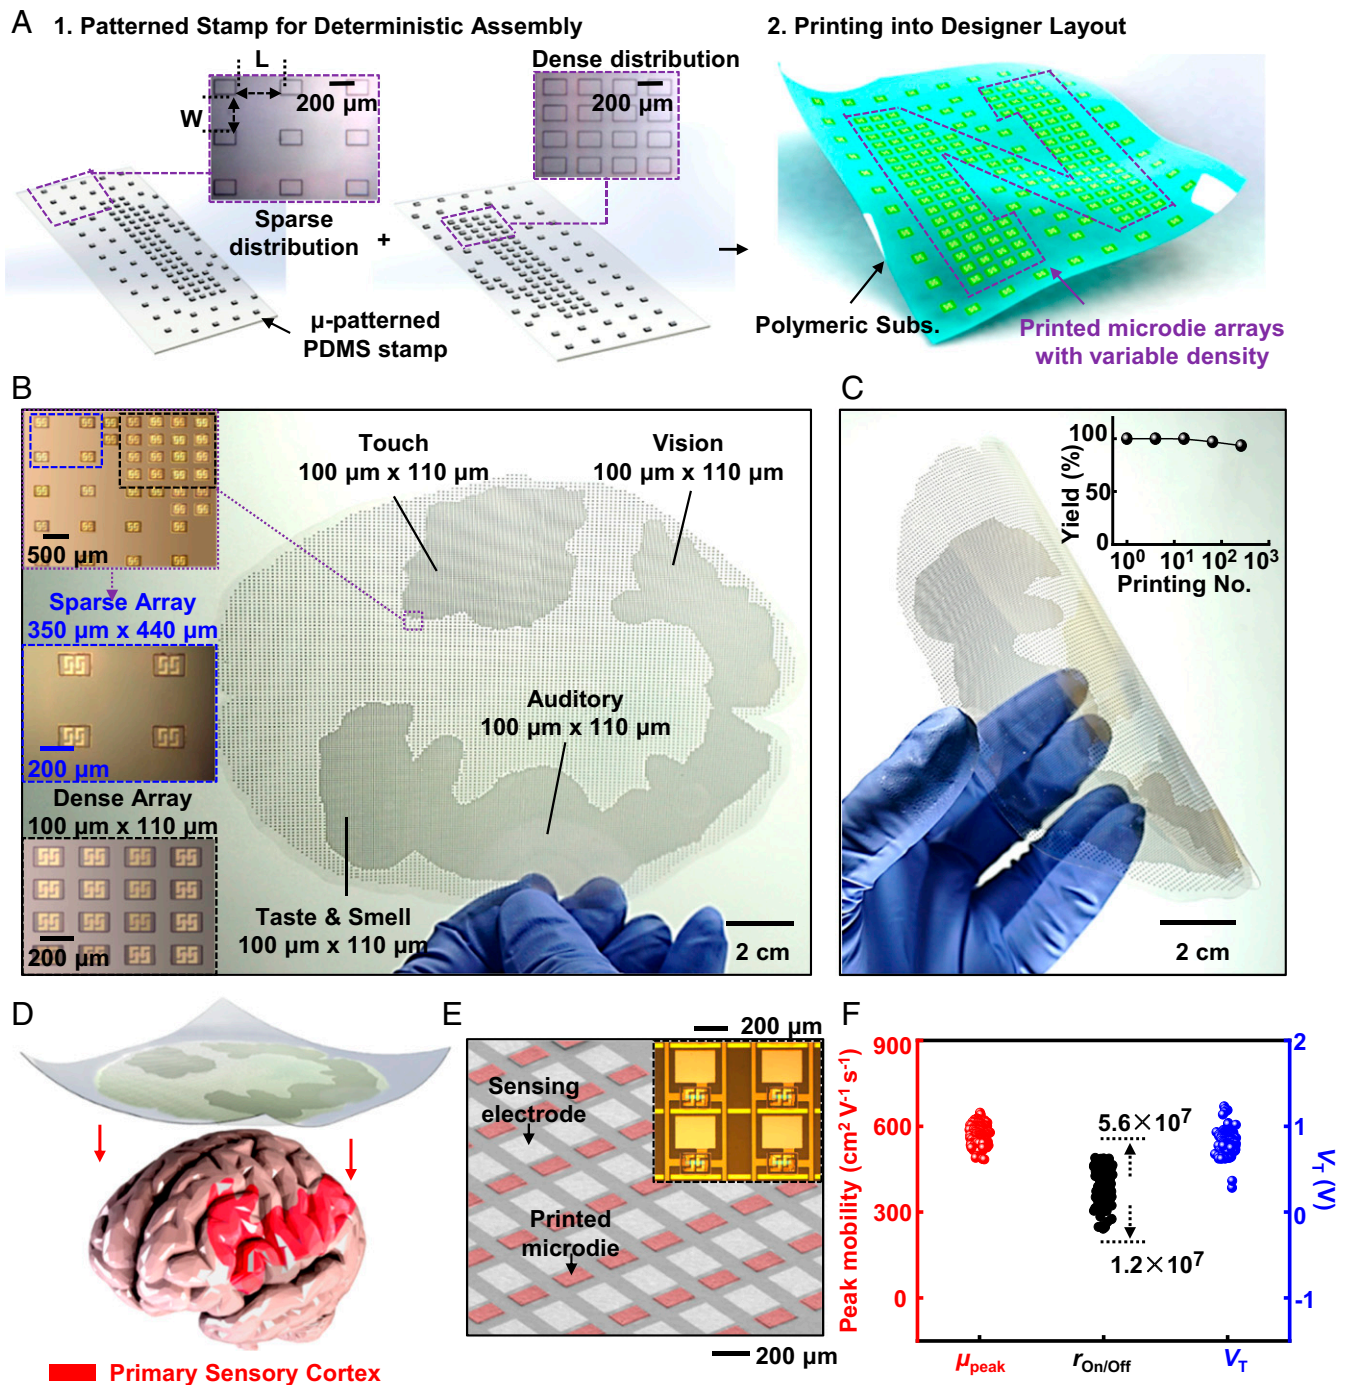 A
1. Patterned Stamp for Deterministic Assembly
2. Printing into Designer Layout
L
W
200 μm
Dense distribution
200 μm
Sparse
distribution
+
μ-patterned
PDMS stamp
Polymeric Subs.
Printed microdie arrays
with variable density
B
500 μm
Sparse Array
350 μm x 440 μm
200 μm
Dense Array
100 μm x 110 μm
200 μm
Touch
100 μm x 110 μm
Vision
100 μm x 110 μm
Auditory
100 μm x 110 μm
Taste & Smell
100 μm x 110 μm
2 cm
C
Yield (%)
100
50
0
10⁰ 10¹ 10² 10³
Printing No.
2 cm
D
Primary Sensory Cortex
E
200 μm
Sensing
electrode
Printed
microdie
200 μm
F
Peak mobility (cm² V⁻¹ s⁻¹)
900
600
300
0
5.6×10⁷
1.2×10⁷
2
1
0
-1
V_T (V)
μ_peak
r_On/Off
V_T